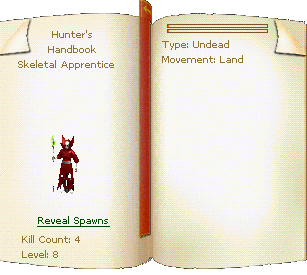 Hunter's
Handbook
Skeletal Apprentice
Reveal Spawns
Kill Count: 4
Level: 8
Type: Undead
Movement: Land